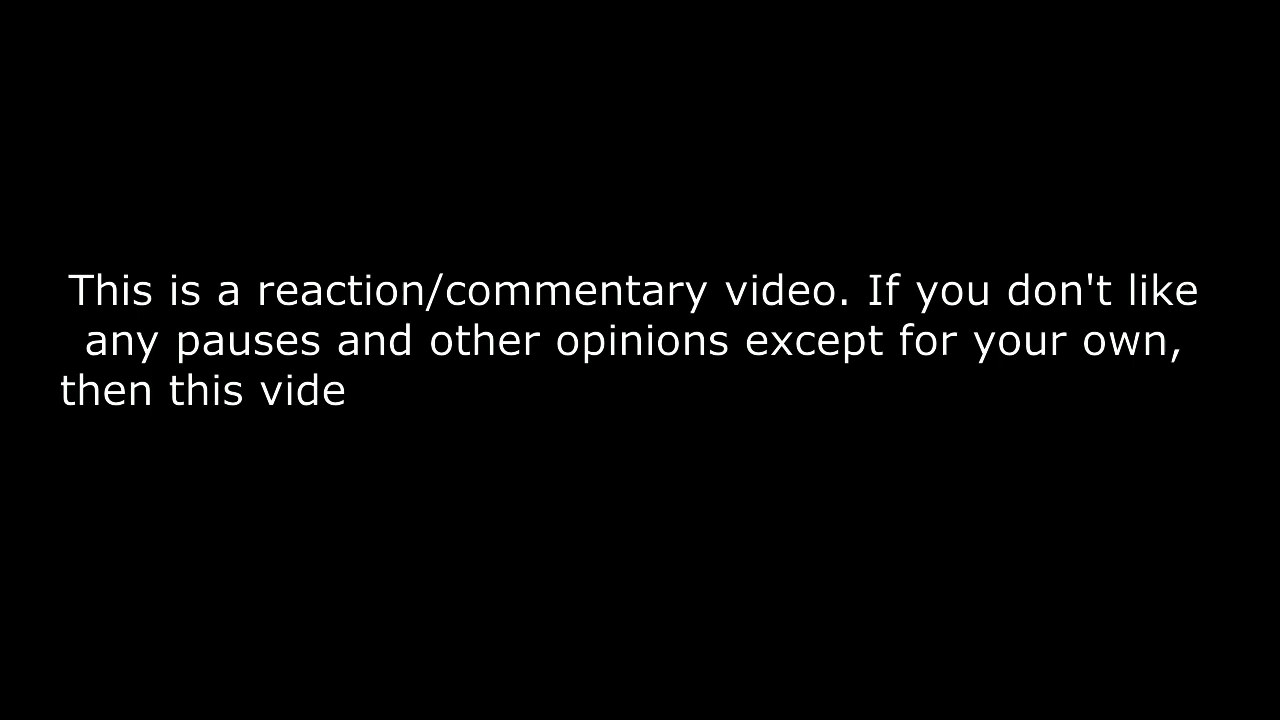 This is a reaction/commentary video. If you don't like
any pauses and other opinions except for your own,
then this vide